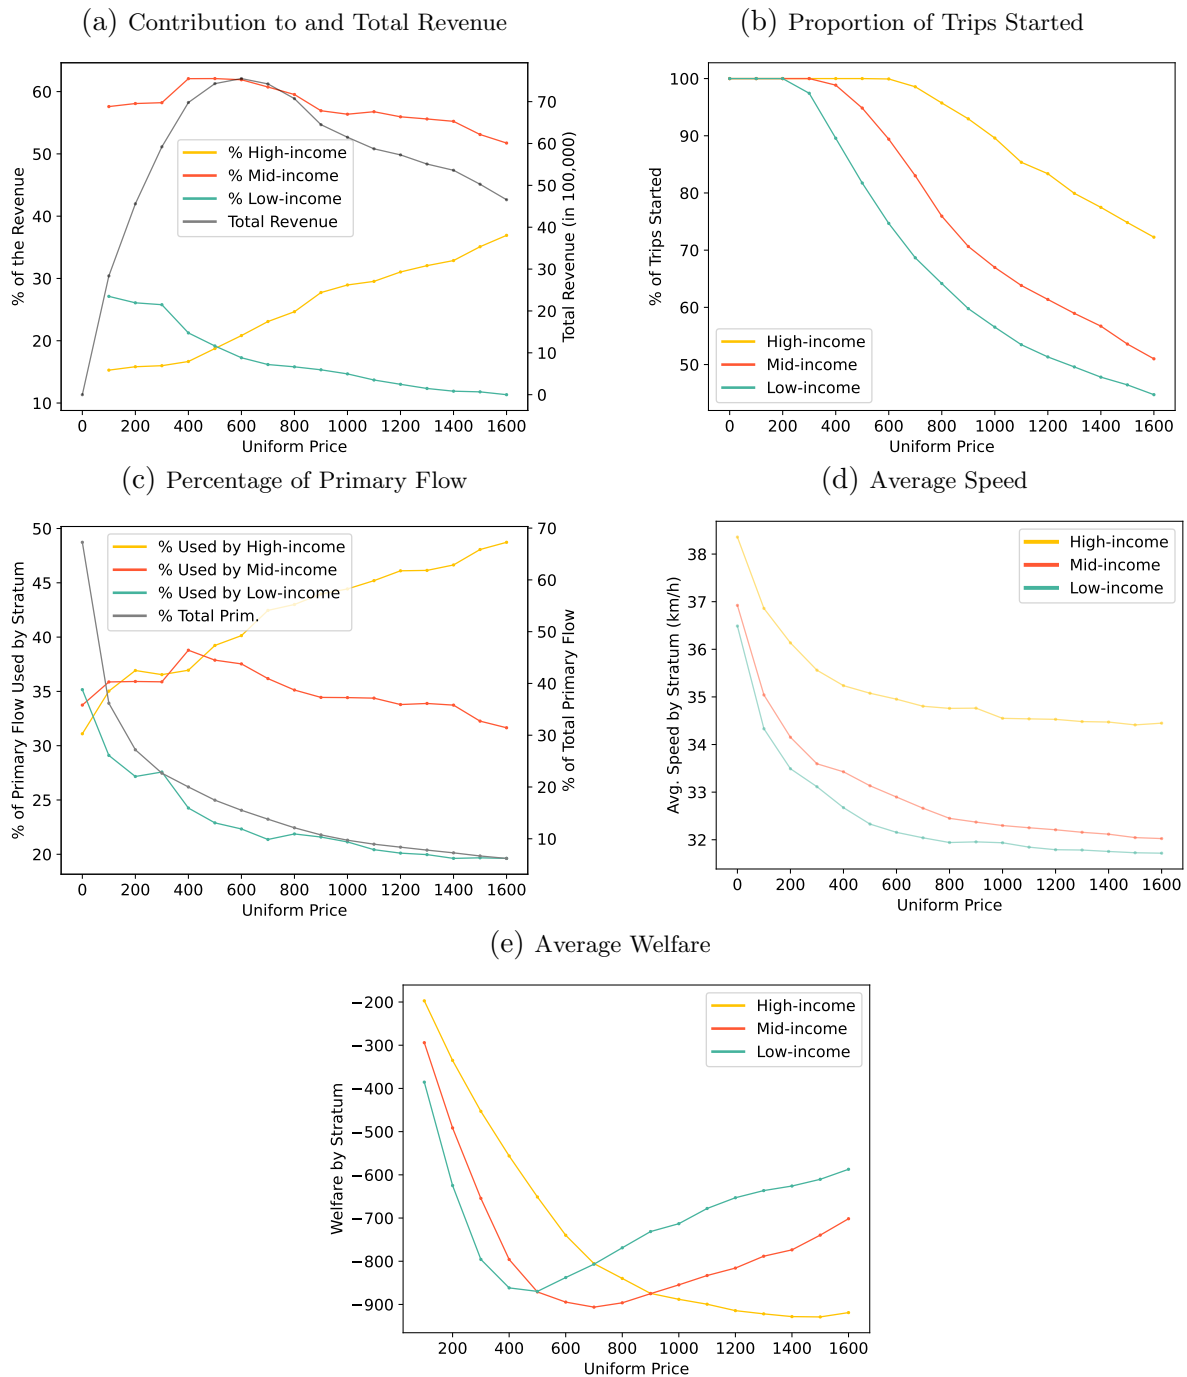 (a) Contribution to and Total Revenue
60
50
40
30
20
10
% of the Revenue
% High-income
% Mid-income
% Low-income
Total Revenue
70
60
50
40
30
20
10
0
Total Revenue (in 100,000)
0 200 400 600 800 1000 1200 1400 1600
Uniform Price
(b) Proportion of Trips Started
100
90
80
70
60
50
% of Trips Started
High-income
Mid-income
Low-income
0 200 400 600 800 1000 1200 1400 1600
Uniform Price
(c) Percentage of Primary Flow
50
45
40
35
30
25
20
% of Primary Flow Used by Stratum
% Used by High-income
% Used by Mid-income
% Used by Low-income
% Total Prim.
70
60
50
40
30
20
10
% of Total Primary Flow
0 200 400 600 800 1000 1200 1400 1600
Uniform Price
(d) Average Speed
38
37
36
35
34
33
32
Avg. Speed by Stratum (km/h)
High-income
Mid-income
Low-income
0 200 400 600 800 1000 1200 1400 1600
Uniform Price
(e) Average Welfare
−200
−300
−400
−500
−600
−700
−800
−900
Welfare by Stratum
High-income
Mid-income
Low-income
200 400 600 800 1000 1200 1400 1600
Uniform Price